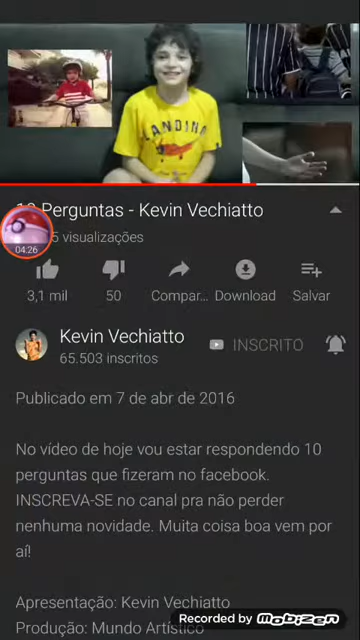 LANDINA
Perguntas - Kevin Vechiatto
5 visualizações
04:26
3,1 mil
50
Compar...
Download
Salvar
Kevin Vechiatto
INSCRITO
65.503 inscritos
Publicado em 7 de abr de 2016
No vídeo de hoje vou estar respondendo 10
perguntas que fizeram no facebook.
INSCREVA-SE no canal pra não perder
nenhuma novidade. Muita coisa boa vem por
aí!
Apresentação: Kevin Vechiatto
Produção: Mundo Artístico
Recorded by Mobizen